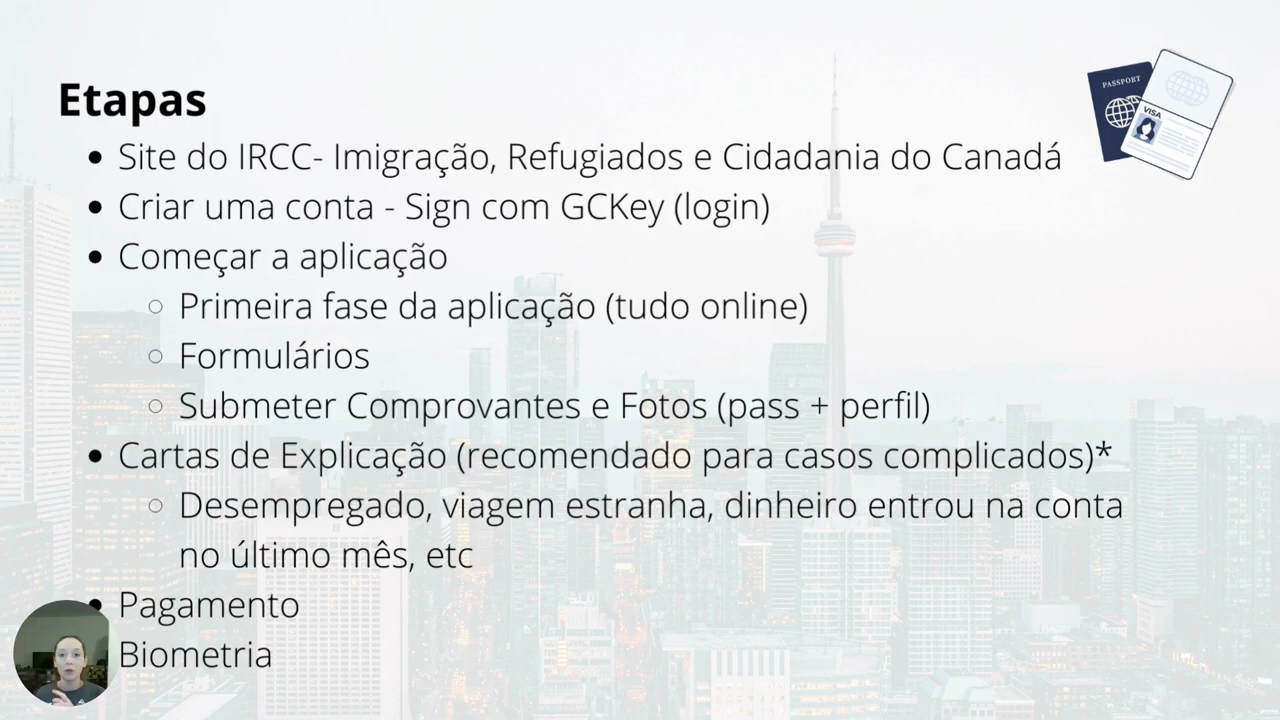 Etapas
PASSPORT
VISA
Site do IRCC- Imigração, Refugiados e Cidadania do Canadá
Criar uma conta - Sign com GCKey (login)
Começar a aplicação
Primeira fase da aplicação (tudo online)
Formulários
Submeter Comprovantes e Fotos (pass + perfil)
Cartas de Explicação (recomendado para casos complicados)*
Desempregado, viagem estranha, dinheiro entrou na conta
no último mês, etc
Pagamento
Biometria